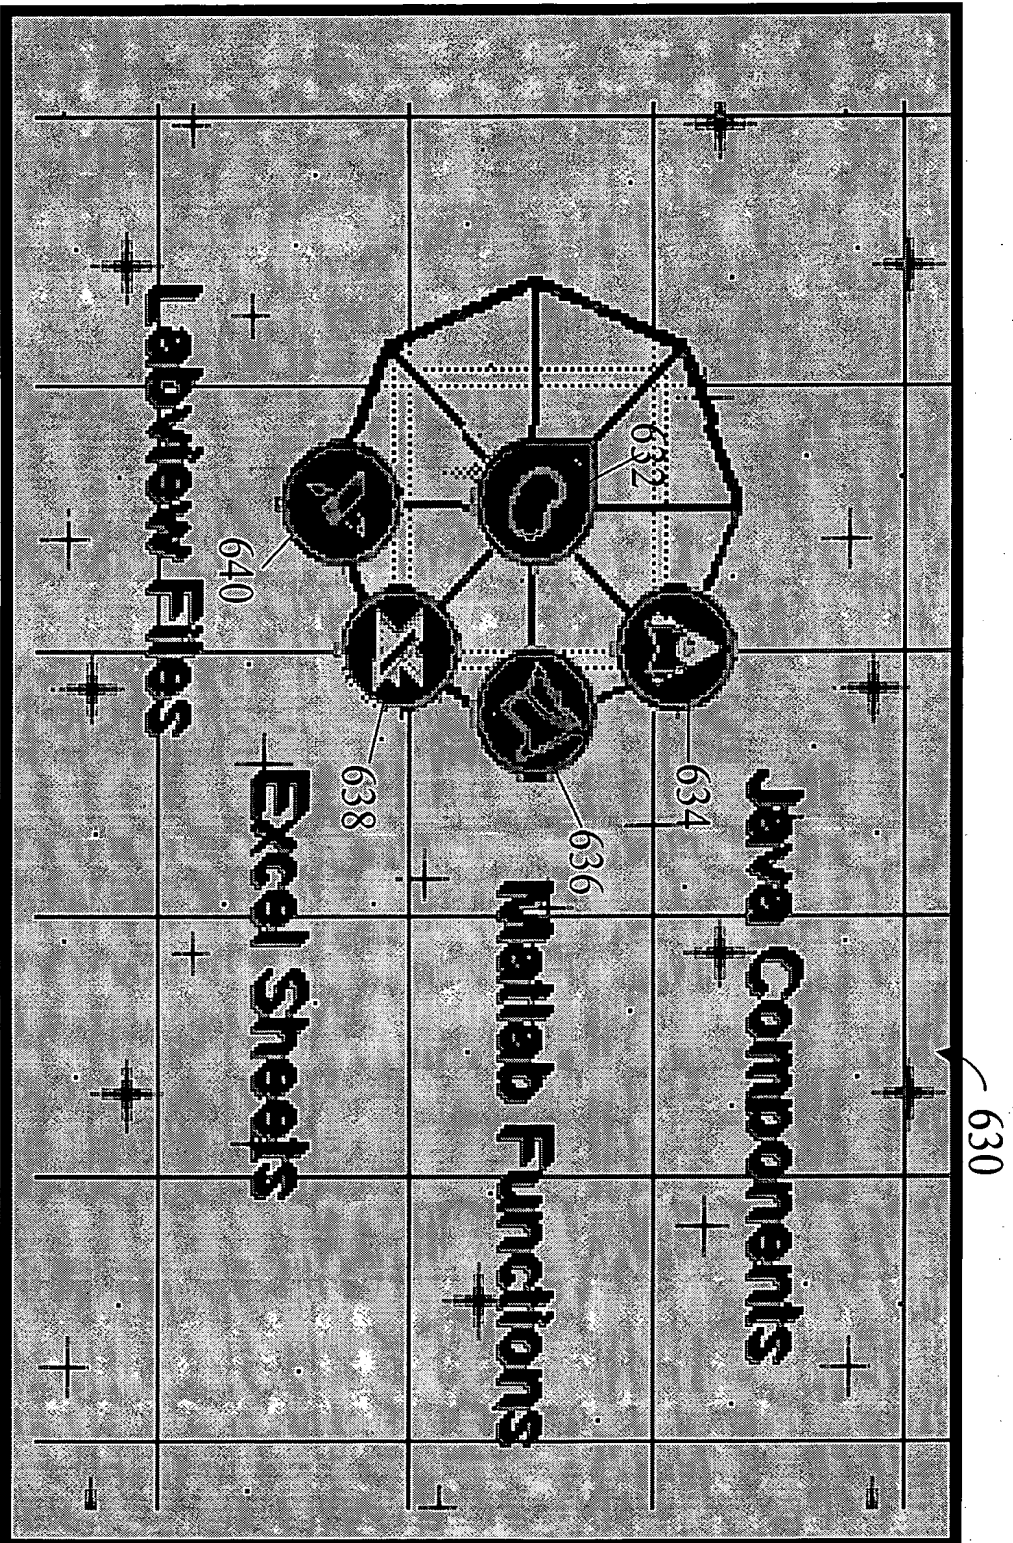 630
Java Components
632
634
636
Matlab Functions
638
Excel Sheets
640
Labview Files